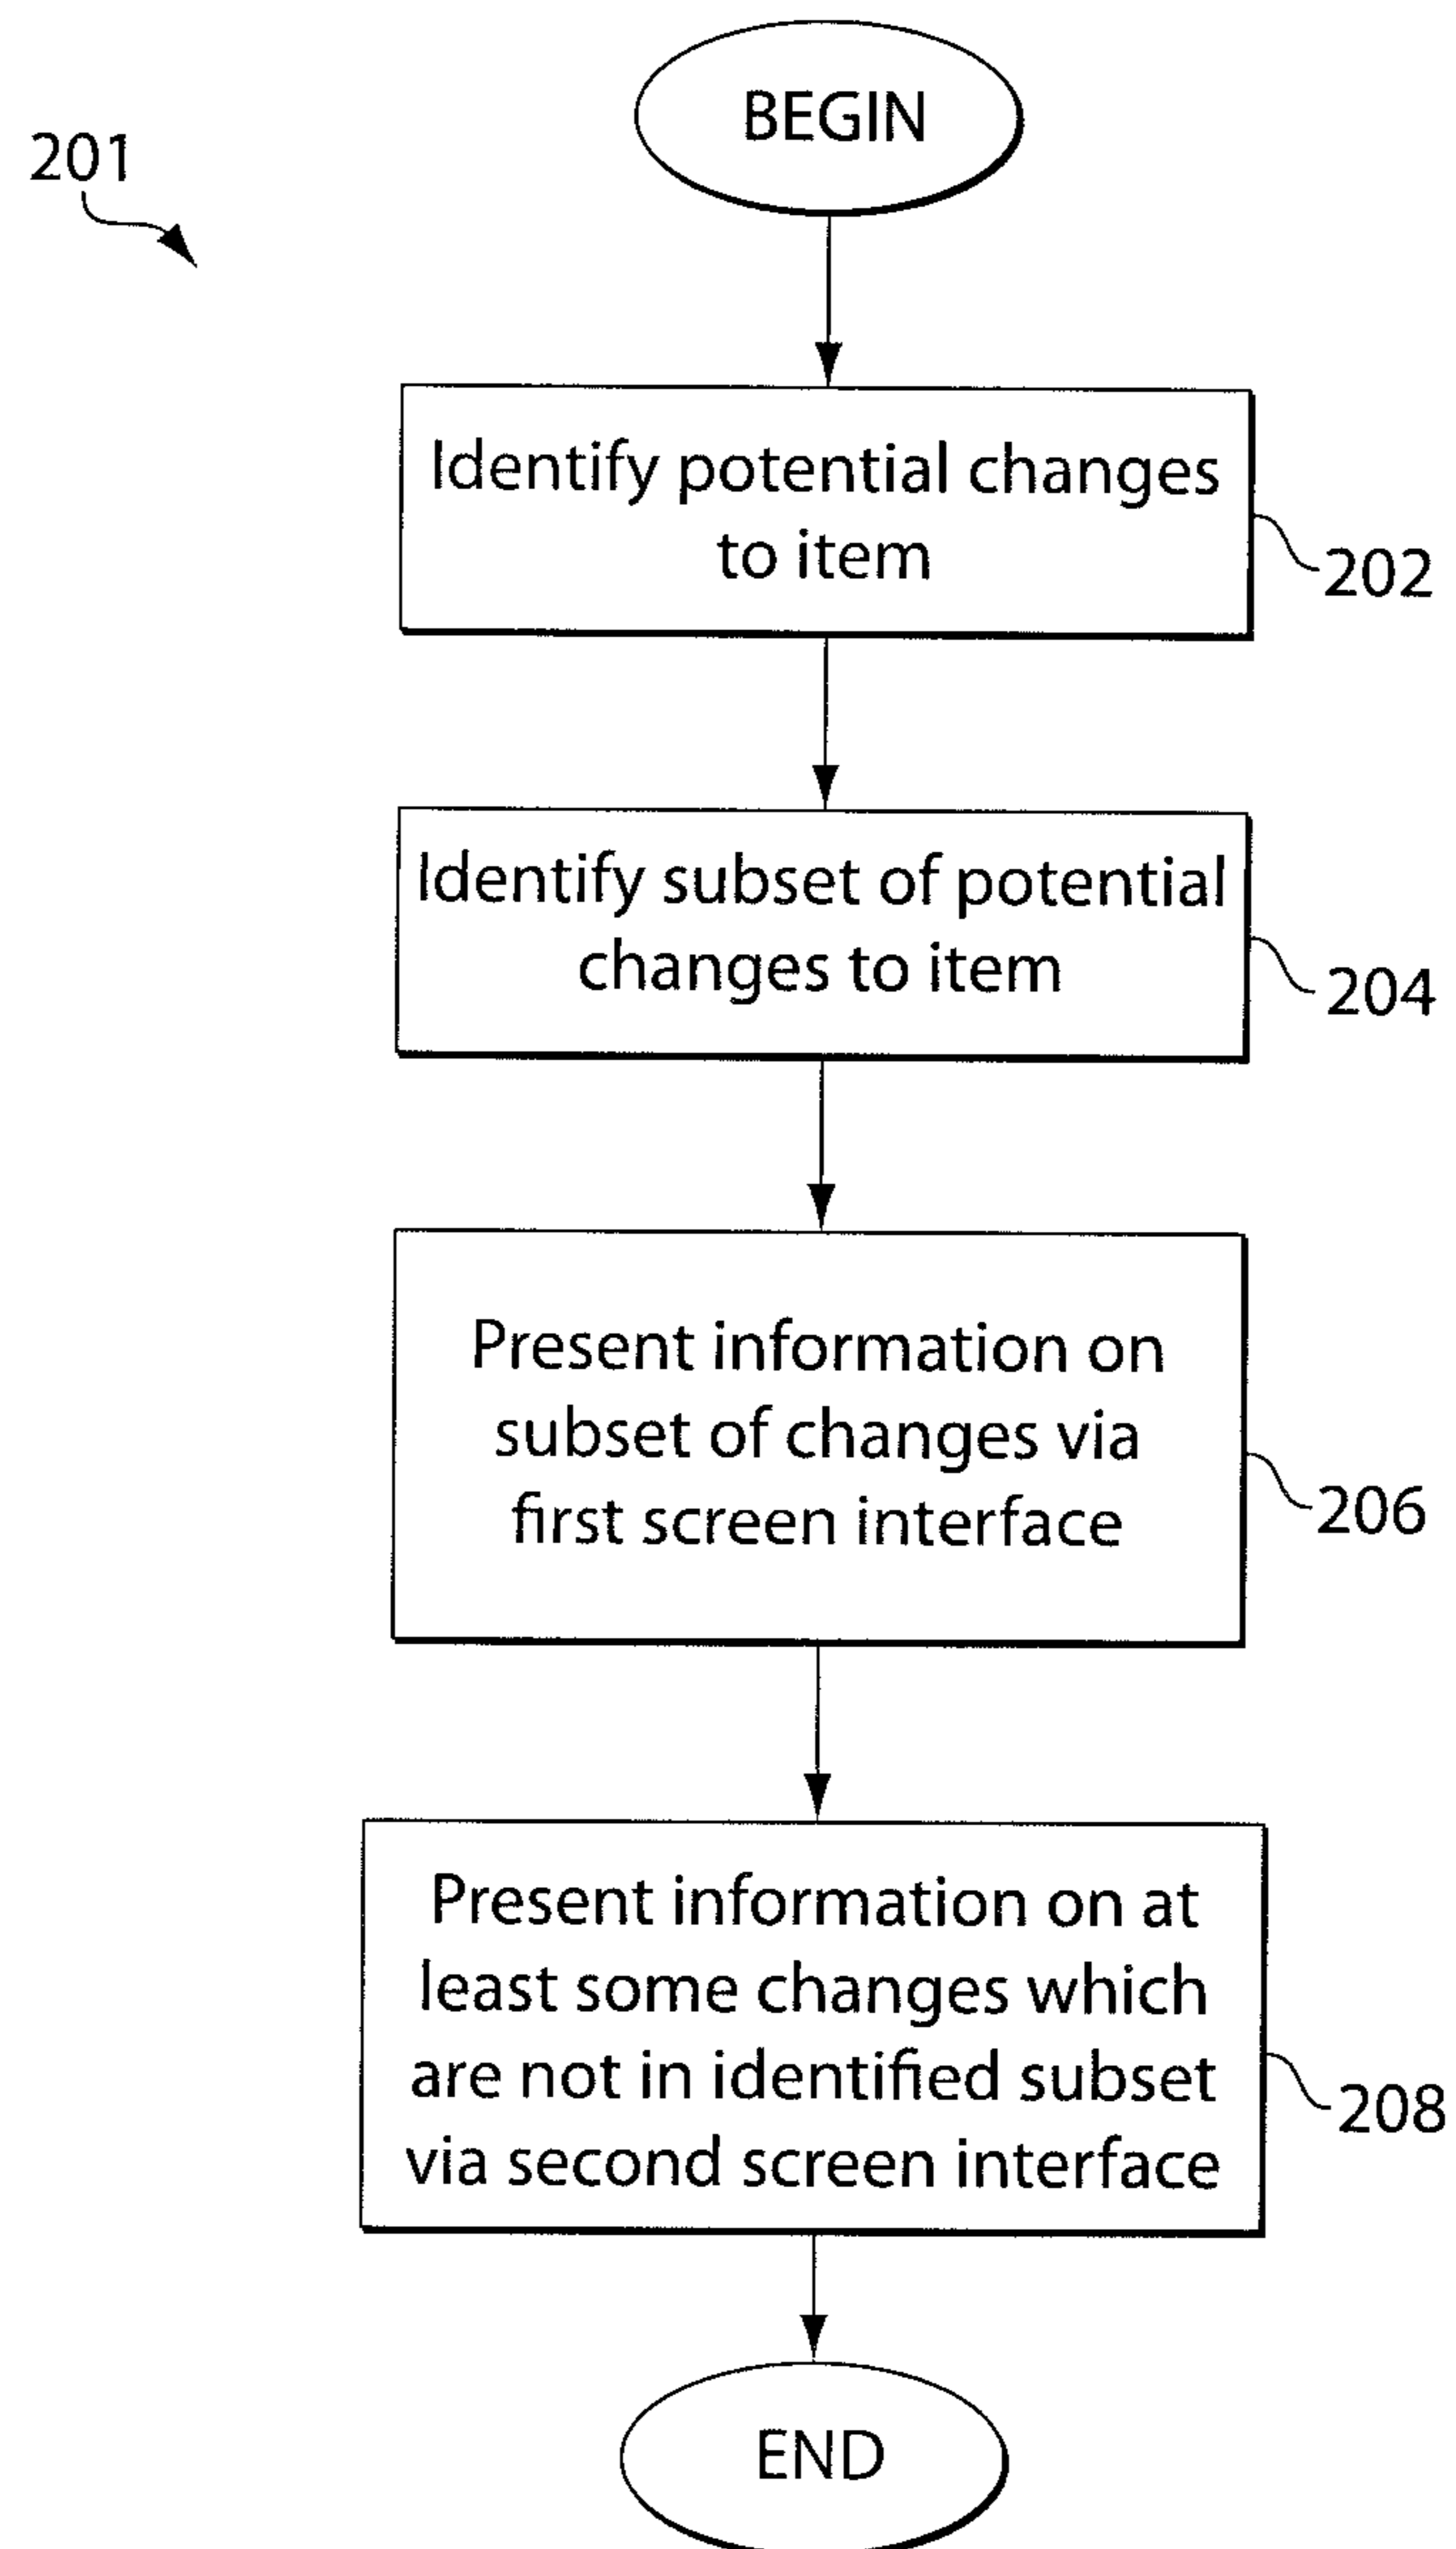 BEGIN
201
Identify potential changes
to item
202
Identify subset of potential
changes to item
204
Present information on
subset of changes via
first screen interface
206
Present information on at
least some changes which
are not in identified subset
via second screen interface
208
END